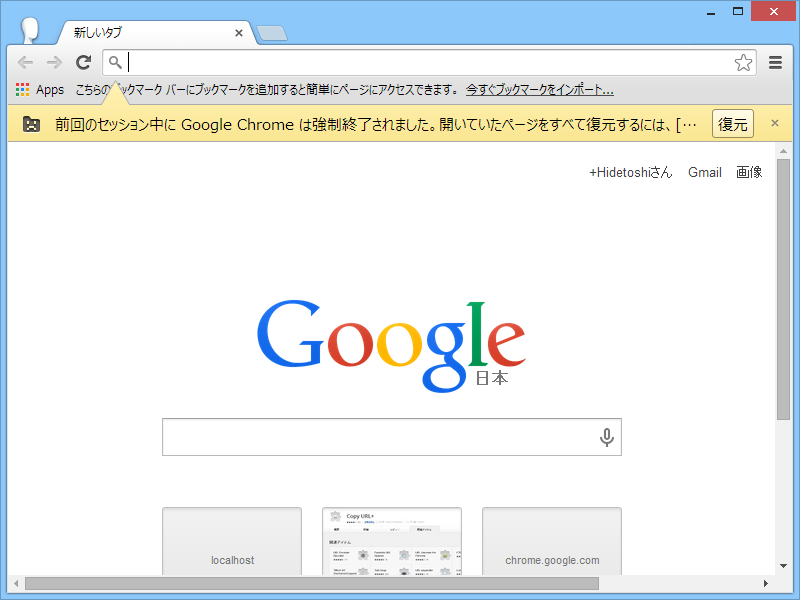 新しいタブ
Apps こちらのブックマーク バーにブックマークを追加すると簡単にページにアクセスできます。 今すぐブックマークをインポート...
前回のセッション中に Google Chrome は強制終了されました。開いていたページをすべて復元するには、[… 復元
+Hidetoshiさん Gmail 画像
Google
日本
Copy URL+
localhost
chrome.google.com